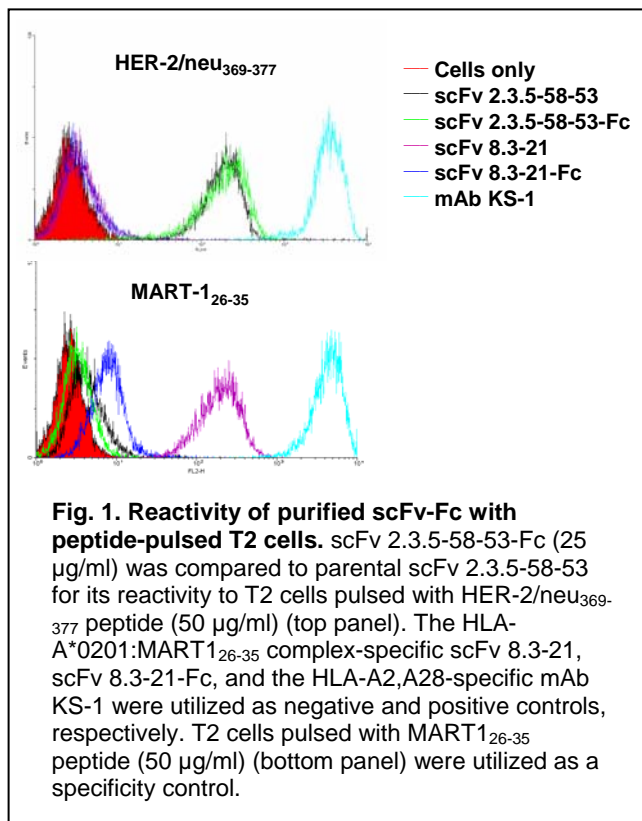 HER-2/neu369-377
Cells only
scFv 2.3.5-58-53
scFv 2.3.5-58-53-Fc
scFv 8.3-21
scFv 8.3-21-Fc
mAb KS-1
MART-126-35
Events
10⁰ 10¹ 10² 10³ 10⁴
FL2-H
Fig. 1. Reactivity of purified scFv-Fc with
peptide-pulsed T2 cells. scFv 2.3.5-58-53-Fc (25
µg/ml) was compared to parental scFv 2.3.5-58-53
for its reactivity to T2 cells pulsed with HER-2/neu369-
377 peptide (50 µg/ml) (top panel). The HLA-
A*0201:MART126-35 complex-specific scFv 8.3-21,
scFv 8.3-21-Fc, and the HLA-A2,A28-specific mAb
KS-1 were utilized as negative and positive controls,
respectively. T2 cells pulsed with MART126-35
peptide (50 µg/ml) (bottom panel) were utilized as a
specificity control.